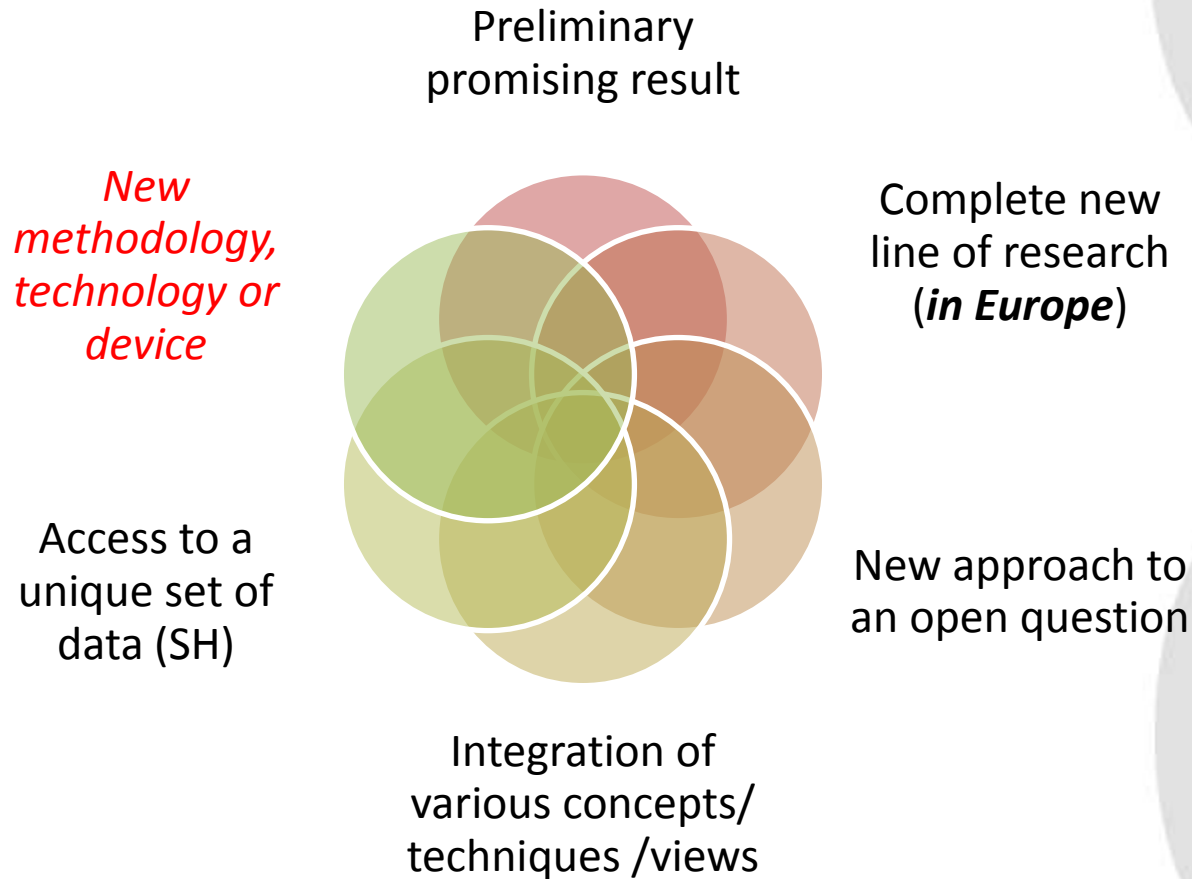 Preliminary
promising result
New
methodology,
technology or
device
Complete new
line of research
(in Europe)
Access to a
unique set of
data (SH)
New approach to
an open question
Integration of
various concepts/
techniques /views